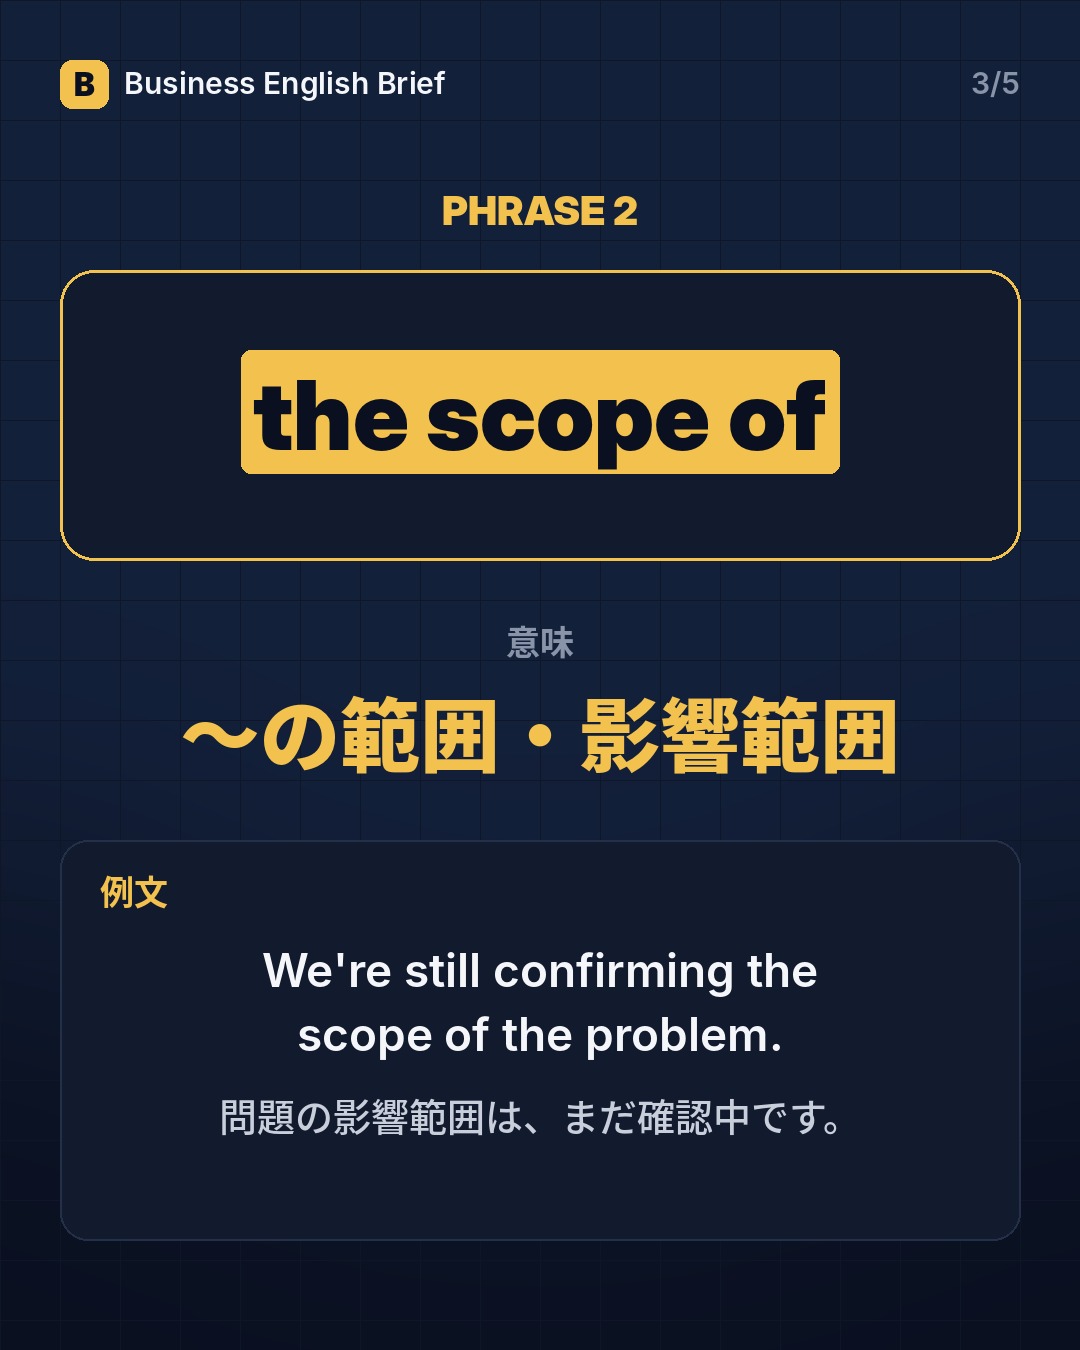 B Business English Brief 3/5
PHRASE 2
the scope of
意味
〜の範囲・影響範囲
例文
We're still confirming the
scope of the problem.
問題の影響範囲は、まだ確認中です。